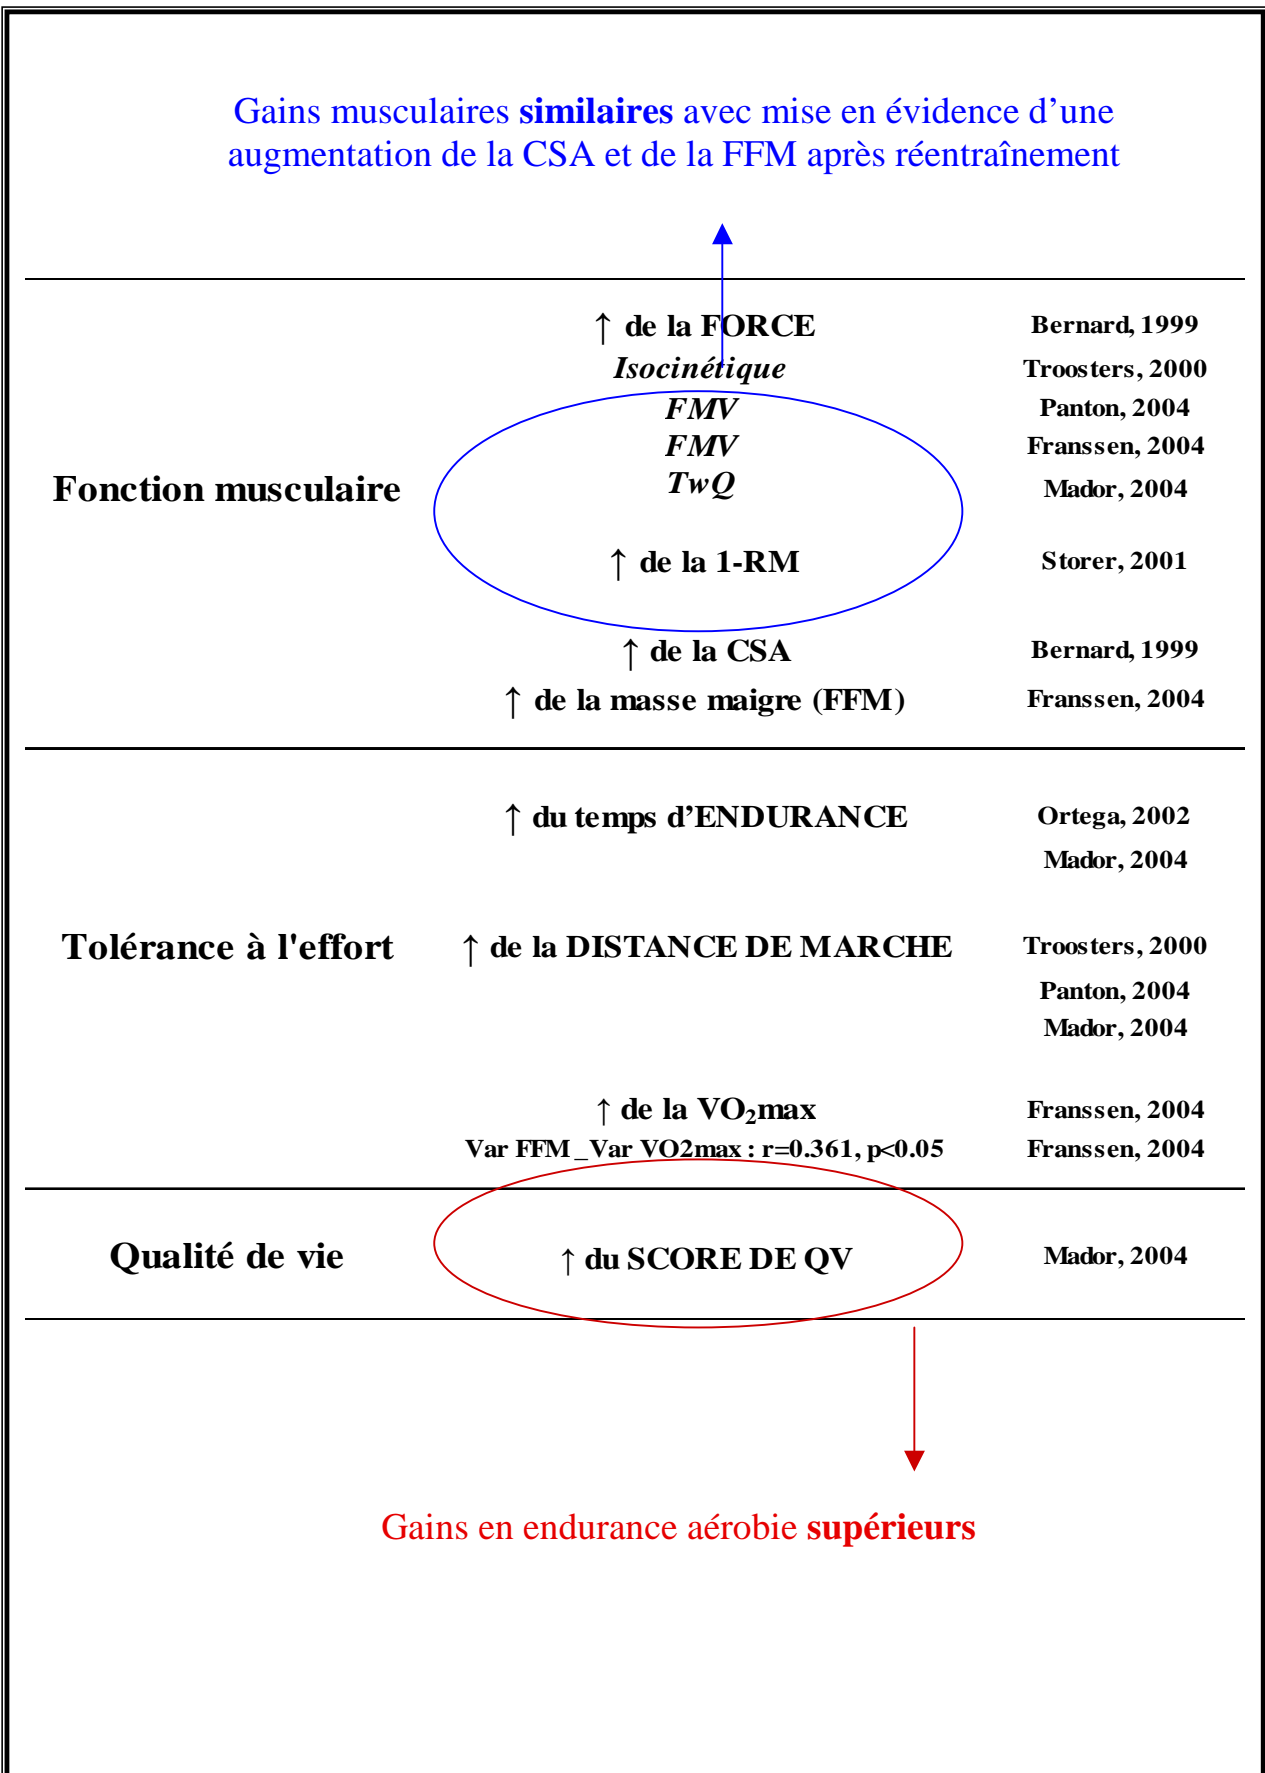 Gains musculaires similaires avec mise en évidence d’une
augmentation de la CSA et de la FFM après réentraînement
↑ de la FORCE Bernard, 1999
Isocinétique Troosters, 2000
FMV Panton, 2004
FMV Franssen, 2004
Fonction musculaire TwQ Mador, 2004
↑ de la 1-RM Storer, 2001
↑ de la CSA Bernard, 1999
↑ de la masse maigre (FFM) Franssen, 2004
↑ du temps d’ENDURANCE Ortega, 2002
Mador, 2004
Tolérance à l'effort ↑ de la DISTANCE DE MARCHE Troosters, 2000
Panton, 2004
Mador, 2004
↑ de la VO₂max Franssen, 2004
Var FFM_Var VO2max : r=0.361, p<0.05 Franssen, 2004
Qualité de vie ↑ du SCORE DE QV Mador, 2004
Gains en endurance aérobie supérieurs